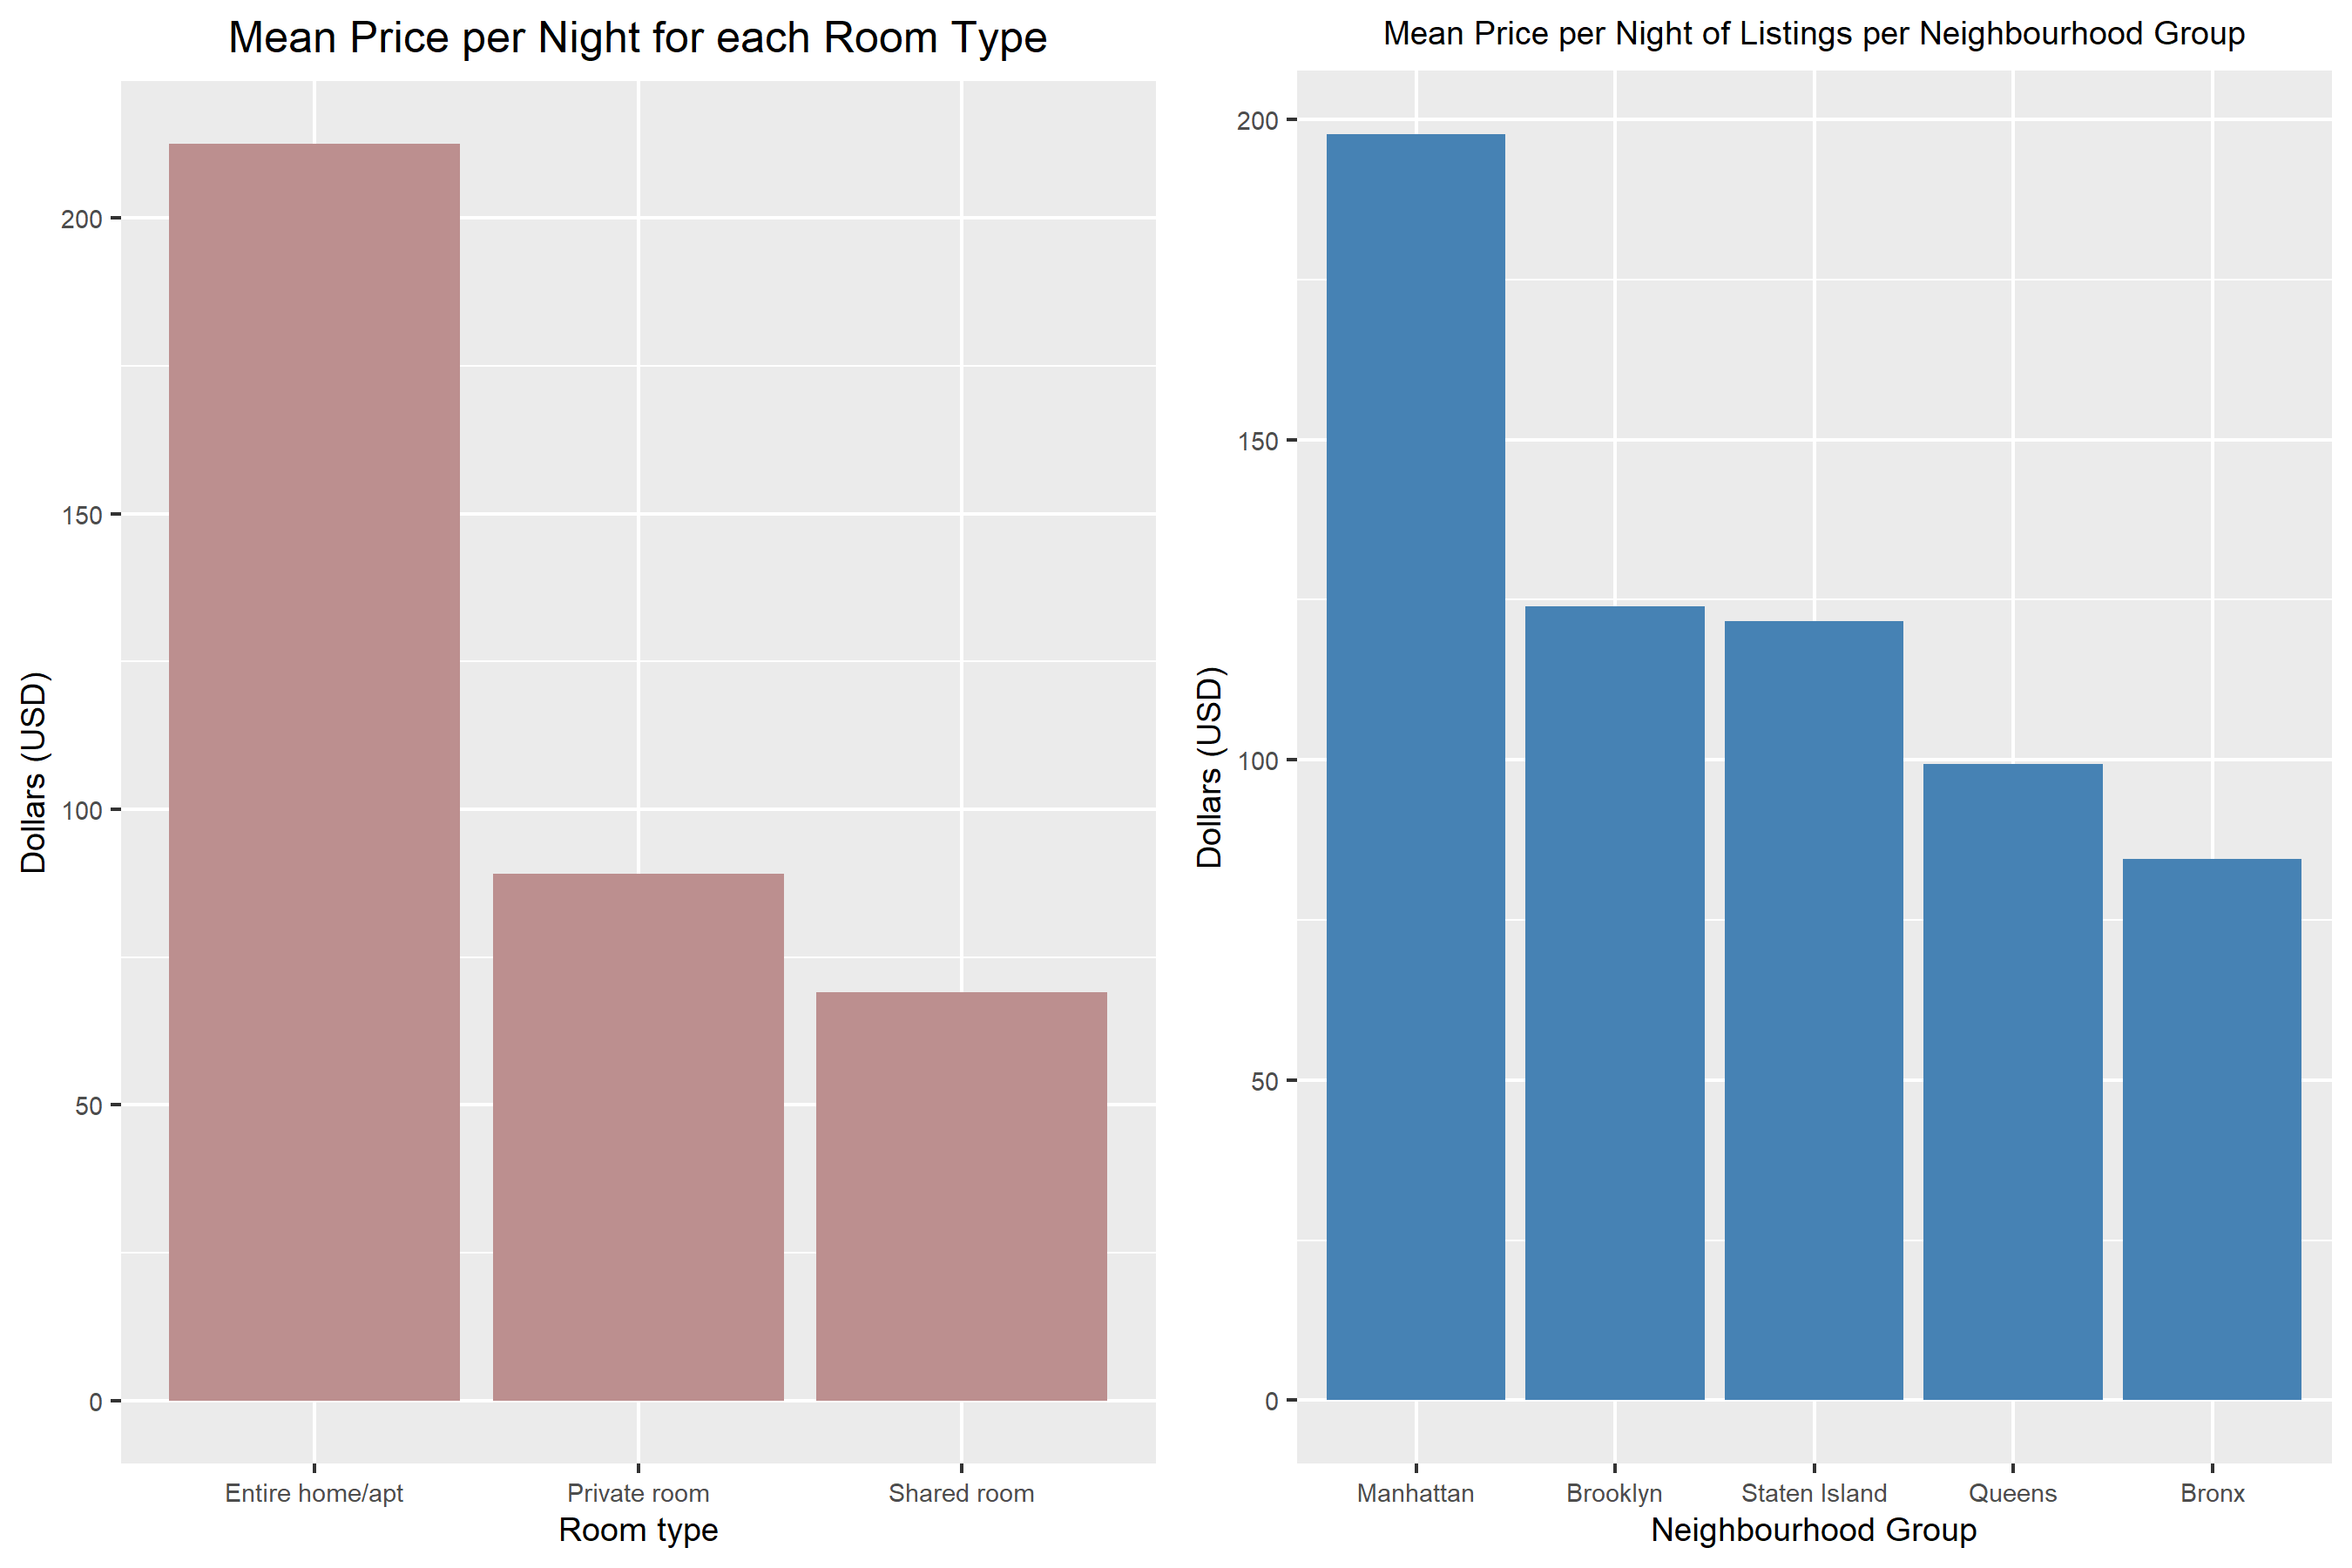 Mean Price per Night for each Room Type
Dollars (USD)
200
150
100
50
0
Entire home/apt
Private room
Shared room
Room type
Mean Price per Night of Listings per Neighbourhood Group
Dollars (USD)
200
150
100
50
0
Manhattan
Brooklyn
Staten Island
Queens
Bronx
Neighbourhood Group